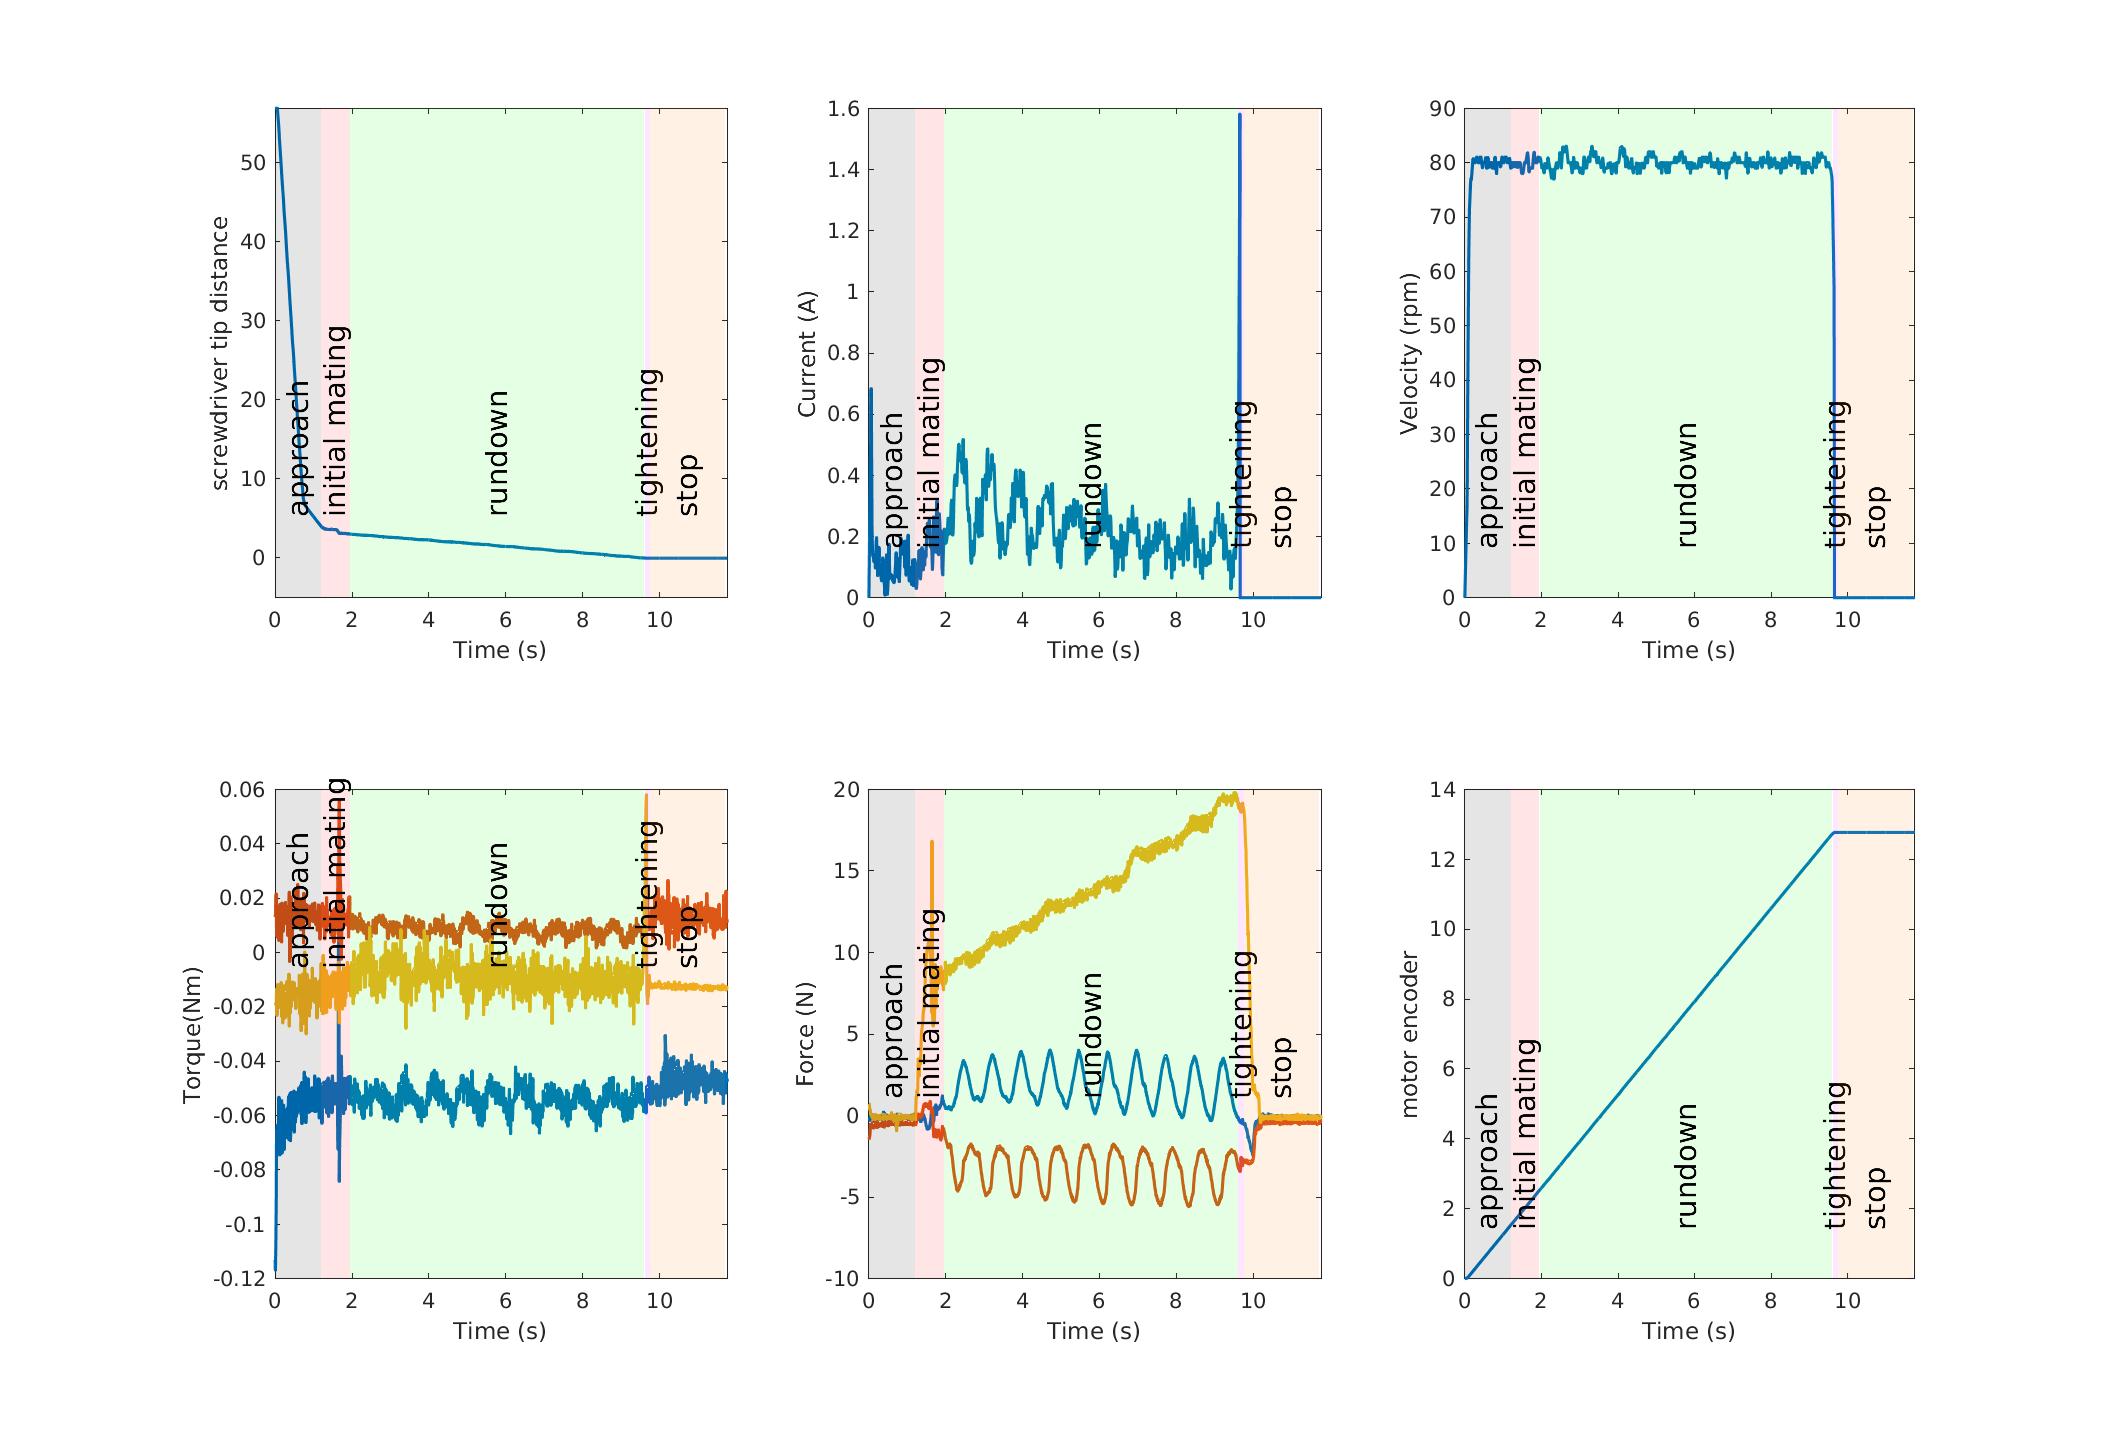 screwdriver tip distance
50
40
30
20
10
0
approach
initial mating
rundown
tightening
stop
0 2 4 6 8 10
Time (s)
Current (A)
1.6
1.4
1.2
1
0.8
0.6
0.4
0.2
0
approach
initial mating
rundown
tightening
stop
0 2 4 6 8 10
Time (s)
Velocity (rpm)
90
80
70
60
50
40
30
20
10
0
approach
initial mating
rundown
tightening
stop
0 2 4 6 8 10
Time (s)
Torque(Nm)
0.06
0.04
0.02
0
-0.02
-0.04
-0.06
-0.08
-0.1
-0.12
approach
initial mating
rundown
tightening
stop
0 2 4 6 8 10
Time (s)
Force (N)
20
15
10
5
0
-5
-10
approach
initial mating
rundown
tightening
stop
0 2 4 6 8 10
Time (s)
motor encoder
14
12
10
8
6
4
2
0
approach
initial mating
rundown
tightening
stop
0 2 4 6 8 10
Time (s)